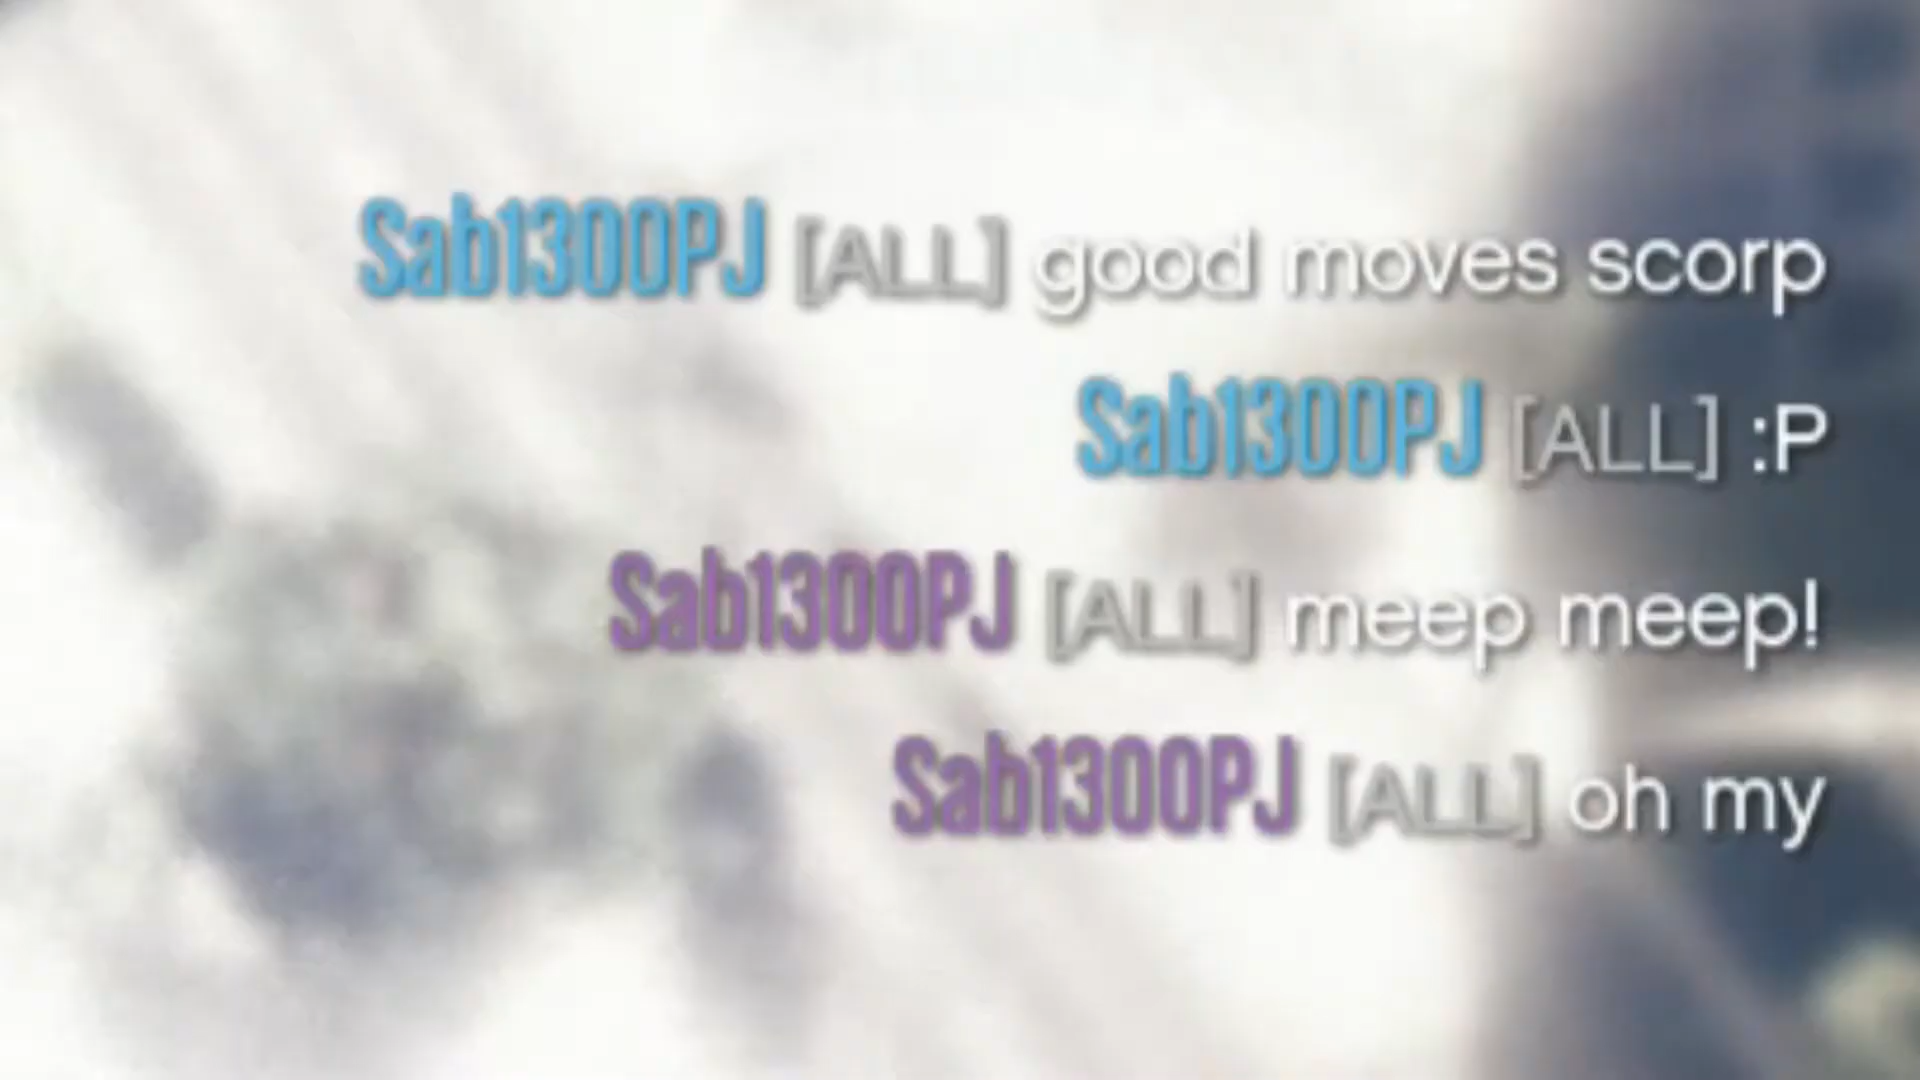 Sab1300PJ [ALL] good moves scorp
Sab1300PJ [ALL] :P
Sab1300PJ [ALL] meep meep!
Sab1300PJ [ALL] oh my